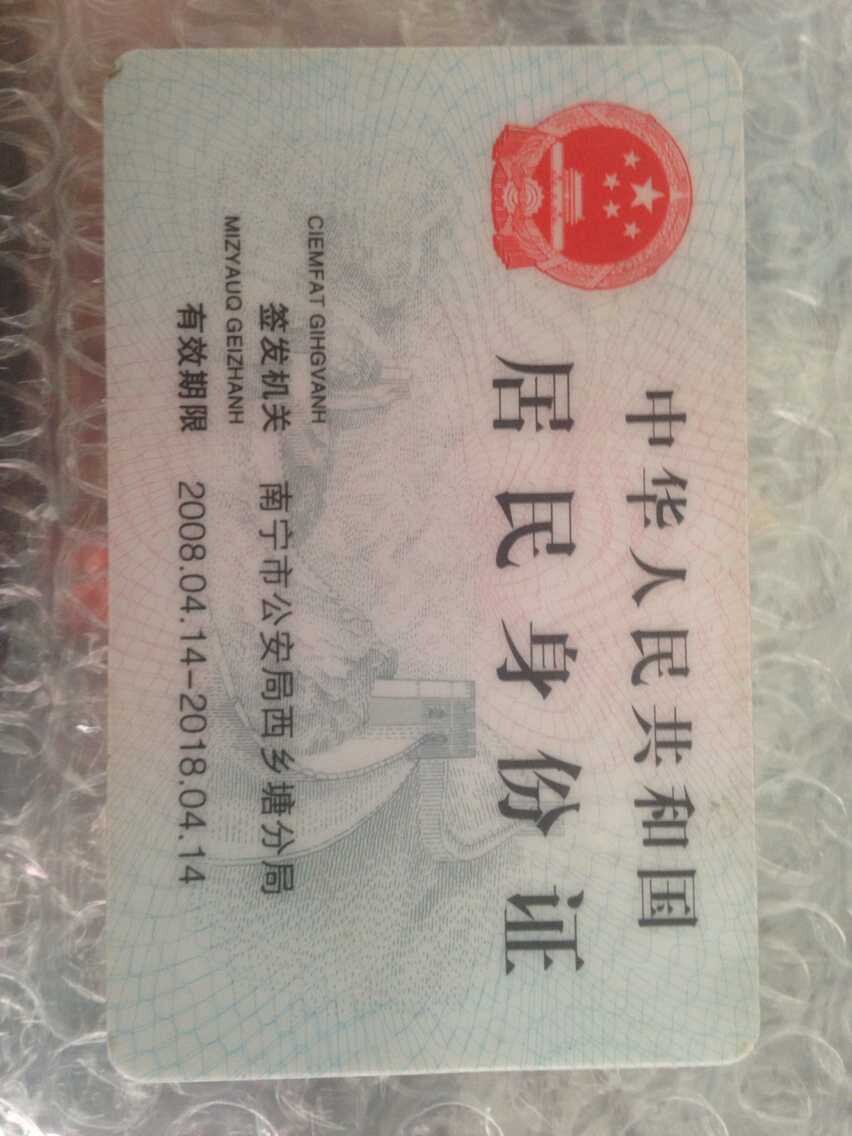 中华人民共和国
居民身份证
CIEMFAT GIHGVANH
签发机关 南宁市公安局西乡塘分局
MIZYAUQ GEIZHANH
有效期限 2008.04.14-2018.04.14